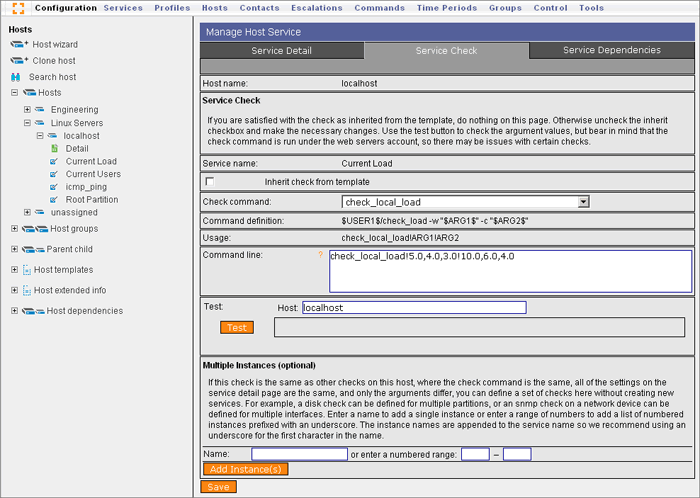 Configuration Services Profiles Hosts Contacts Escalations Commands Time Periods Groups Control Tools
Hosts
Host wizard
Clone host
Search host
Hosts
Engineering
Linux Servers
localhost
Detail
Current Load
Current Users
icmp_ping
Root Partition
unassigned
Host groups
Parent child
Host templates
Host extended info
Host dependencies
Manage Host Service
Service Detail Service Check Service Dependencies
Host name: localhost
Service Check
If you are satisfied with the check as inherited from the template, do nothing on this page. Otherwise uncheck the inherit
checkbox and make the necessary changes. Use the test button to check the argument values, but bear in mind that the
check command is run under the web servers account, so there may be issues with certain checks.
Service name: Current Load
Inherit check from template
Check command: check_local_load
Command definition: $USER1$/check_load -w "$ARG1$" -c "$ARG2$"
Usage: check_local_load!ARG1!ARG2
Command line: ? check_local_load!5.0,4.0,3.0!10.0,6.0,4.0
Test: Host: localhost
Test
Multiple Instances (optional)
If this check is the same as other checks on this host, where the check command is the same, all of the settings on the
service detail page are the same, and only the arguments differ, you can define a set of checks here without creating new
services. For example, a disk check can be defined for multiple partitions, or an snmp check on a network device can be
defined for multiple interfaces. Enter a name to add a single instance or enter a range of numbers to add a list of numbered
instances prefixed with an underscore. The instance names are appended to the service name so we recommend using an
underscore for the first character in the name.
Name: or enter a numbered range: –
Add Instance(s)
Save